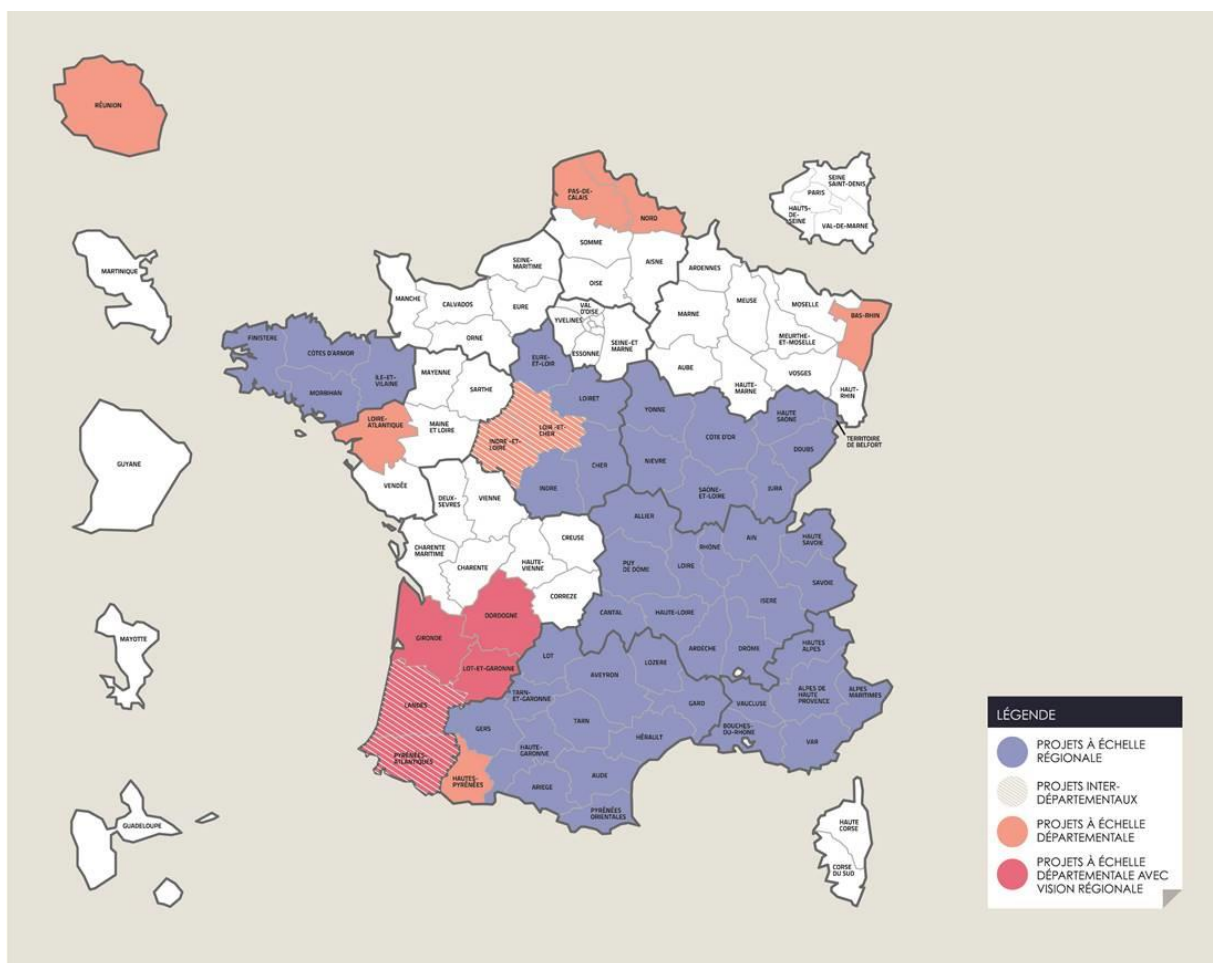 RÉUNION
MARTINIQUE
GUYANE
MAYOTTE
GUADELOUPE
SEINE
SAINT-DENIS
PARIS
HAUTS-
DE-
SEINE
VAL-DE-MARNE
PAS-DE-
CALAIS
NORD
SOMME
SEINE-
MARITIME
AISNE
ARDENNES
OISE
MANCHE
CALVADOS
EURE
VAL
D'OISE
YVELINES
ESSONNE
SEINE-ET
MARNE
MARNE
MEUSE
MOSELLE
BAS-RHIN
MEURTHE-
ET-MOSELLE
ORNE
AUBE
HAUTE-
MARNE
VOSGES
HAUT-
RHIN
FINISTERE
CÔTES D'ARMOR
ILE-ET-
VILAINE
MORBIHAN
MAYENNE
SARTHE
EURE-
ET-LOIR
LOIRET
YONNE
HAUTE
SAÔNE
TERRITOIRE
DE BELFORT
LOIRE-
ATLANTIQUE
MAINE
ET LOIRE
INDRE -ET-
LOIRE
LOIR -ET-
CHER
CHER
NIEVRE
CÔTE D'OR
DOUBS
VENDÉE
DEUX-
SEVRES
VIENNE
INDRE
SAÔNE-
ET-LOIRE
JURA
ALLIER
CREUSE
CHARENTE
MARITIME
CHARENTE
HAUTE-
VIENNE
PUY
DE DÔME
LOIRE
RHÔNE
AIN
HAUTE
SAVOIE
SAVOIE
CORREZE
ISERE
DORDOGNE
GIRONDE
CANTAL
HAUTE-LOIRE
ARDÈCHE
DRÔME
HAUTES
ALPES
LOT-ET-GARONNE
LOT
AVEYRON
LOZERE
LANDES
TARN-
ET-GARONNE
GERS
TARN
GARD
VAUCLUSE
ALPES DE
HAUTE
PROVENCE
ALPES
MARITIMES
HAUTE-
GARONNE
HÉRAULT
BOUCHES-
DU-RHÔNE
VAR
PYRÉNÉES-
ATLANTIQUES
HAUTES-
PYRÉNÉES
ARIEGE
AUDE
PYRÉNÉES
ORIENTALES
HAUTE
CORSE
CORSE
DU SUD
LÉGENDE
PROJETS À ÉCHELLE
RÉGIONALE
PROJETS INTER-
DÉPARTEMENTAUX
PROJETS À ÉCHELLE
DÉPARTEMENTALE
PROJETS À ÉCHELLE
DÉPARTEMENTALE AVEC
VISION RÉGIONALE